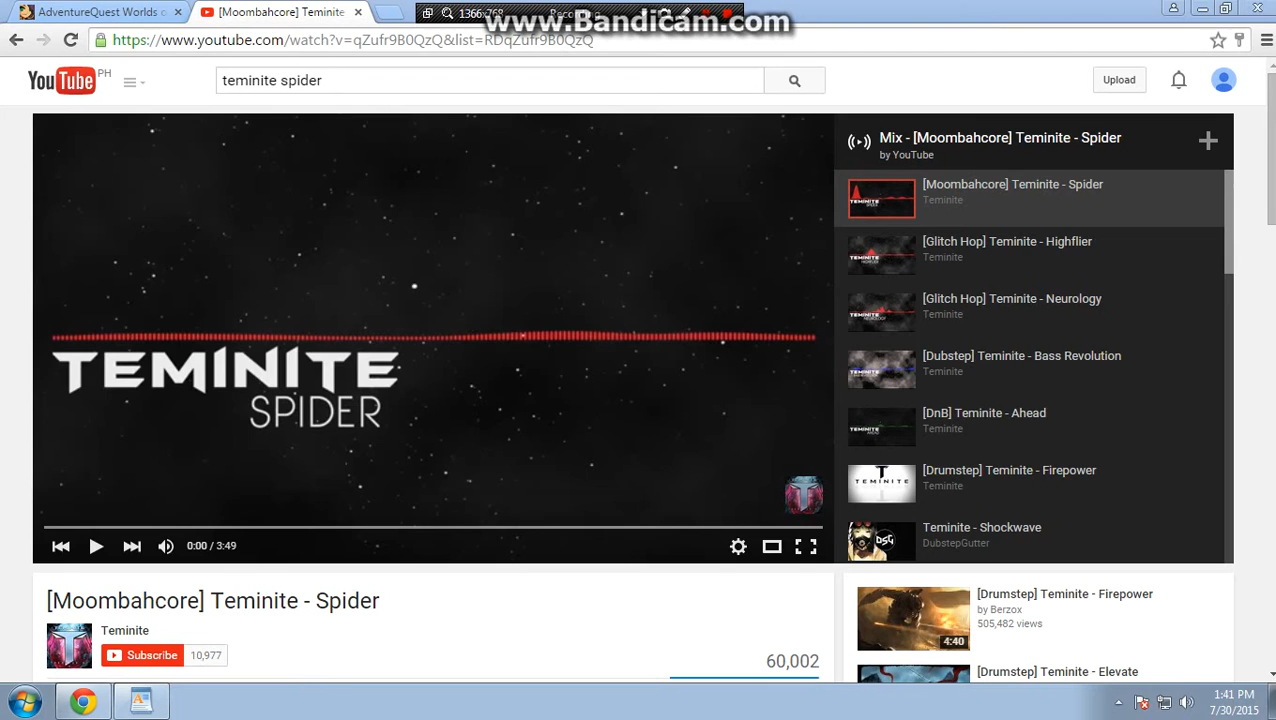 AdventureQuest Worlds o
[Moombahcore] Teminite
1366x768
Recording
www.Bandicam.com
https://www.youtube.com/watch?v=qZufr9B0QzQ&list=RDqZufr9B0QzQ
YouTube PH
teminite spider
Upload
Mix - [Moombahcore] Teminite - Spider
by YouTube
[Moombahcore] Teminite - Spider
Teminite
[Glitch Hop] Teminite - Highflier
Teminite
[Glitch Hop] Teminite - Neurology
Teminite
[Dubstep] Teminite - Bass Revolution
Teminite
[DnB] Teminite - Ahead
Teminite
[Drumstep] Teminite - Firepower
Teminite
Teminite - Shockwave
DubstepGutter
TEMINITE
SPIDER
0:00 / 3:49
[Moombahcore] Teminite - Spider
Teminite
Subscribe 10,977
60,002
[Drumstep] Teminite - Firepower
by Berzox
505,482 views
4:40
[Drumstep] Teminite - Elevate
1:41 PM
7/30/2015